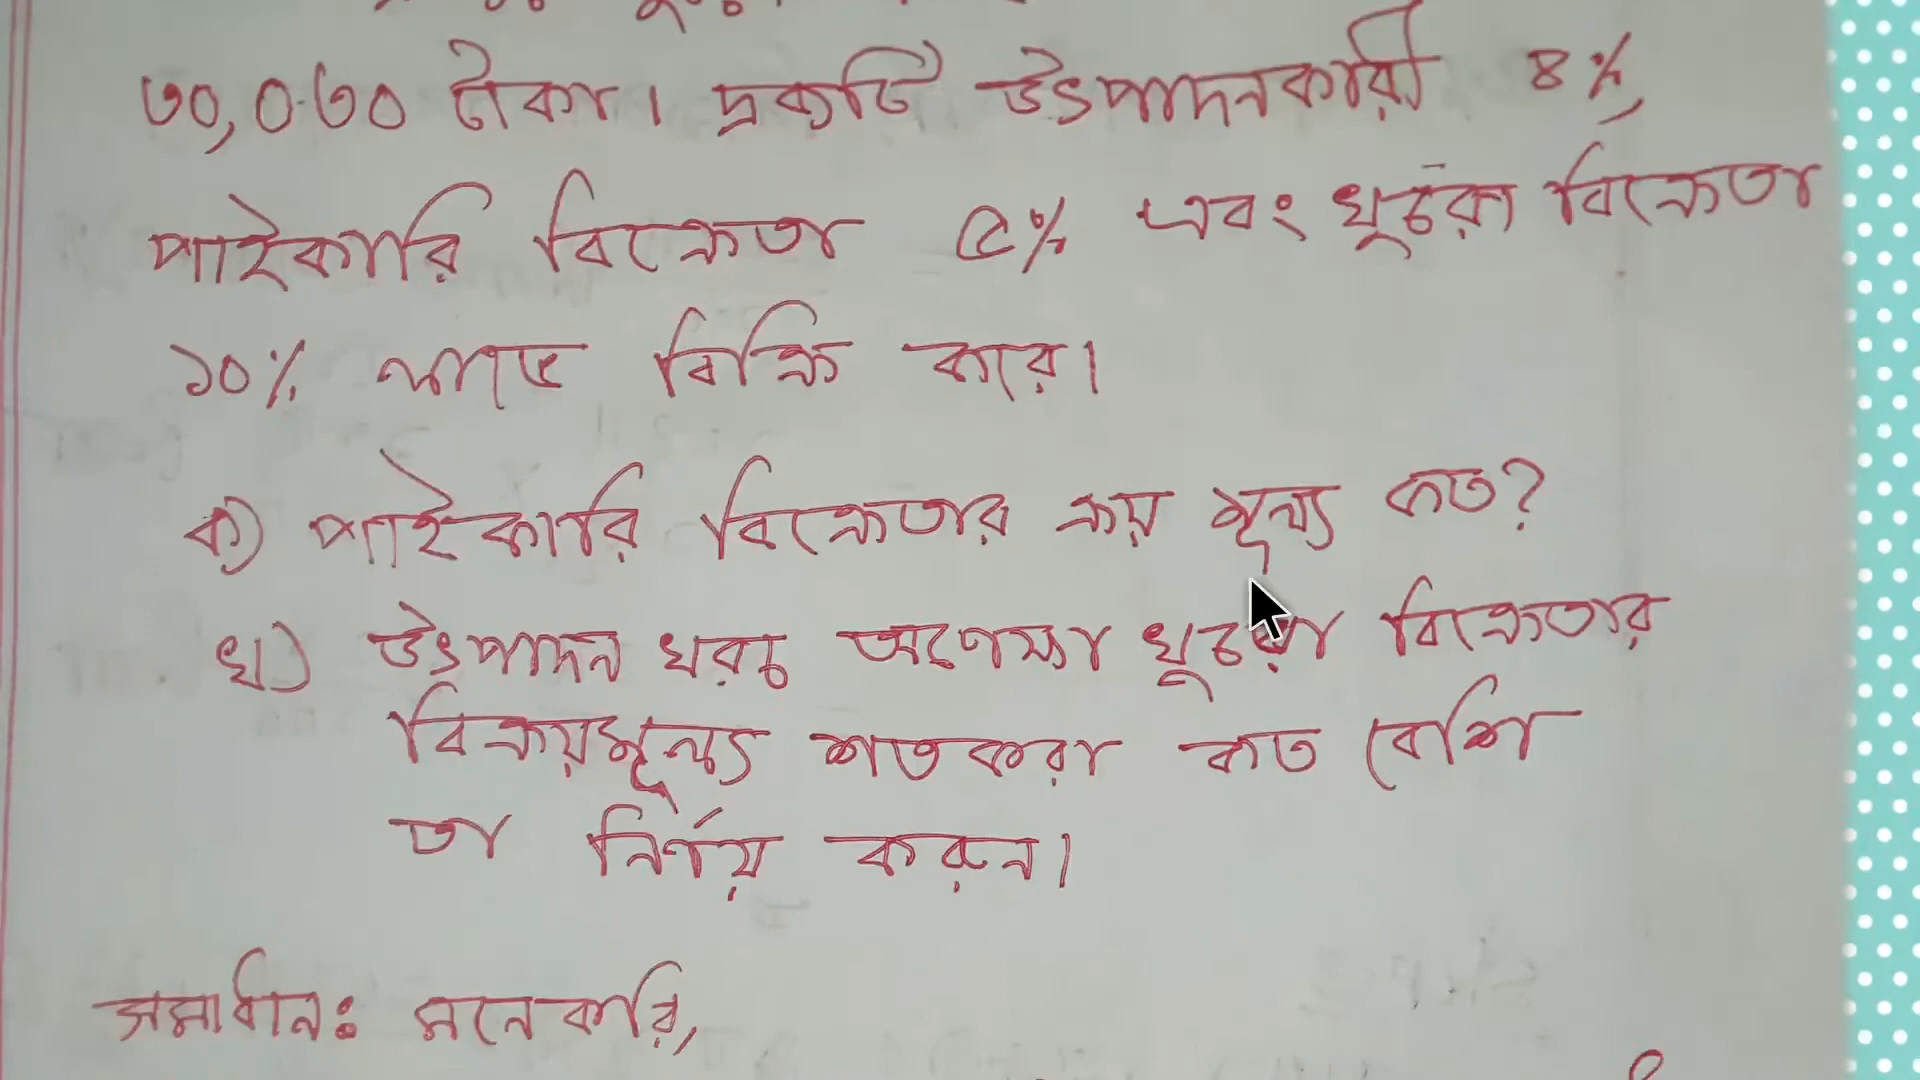 ৩০,০৩০ টাকা। একটি উৎপাদনকারী ৪%,
পাইকারি বিক্রেতা ৫% এবং খুচরা বিক্রেতা
১০% লাভে বিক্রি করে।
ক) পাইকারি বিক্রেতার ক্রয় মূল্য কত?
খ) উৎপাদন খরচ অপেক্ষা খুচরা বিক্রেতার
বিক্রয়মূল্য শতকরা কত বেশি
তা নির্ণয় করুন।
সমাধান: মনেকরি,